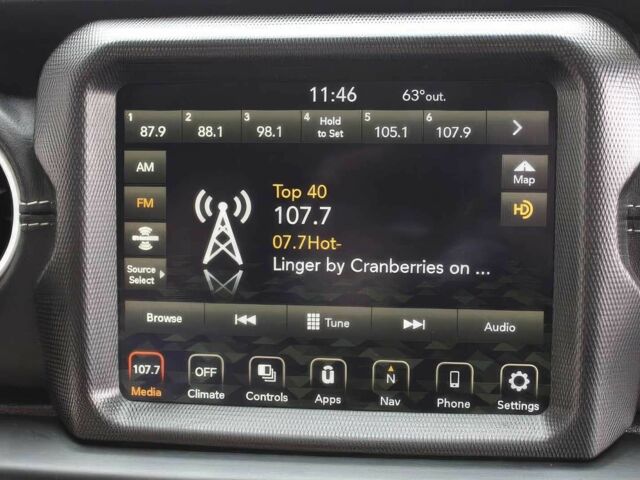 11:46 63°out.
1 87.9 2 88.1 3 98.1 4 Hold to Set 5 105.1 6 107.9
AM
FM
Source Select
Map
HD
Top 40
107.7
07.7Hot-
Linger by Cranberries on ...
Browse Tune Audio
107.7 OFF N
Media Climate Controls Apps Nav Phone Settings